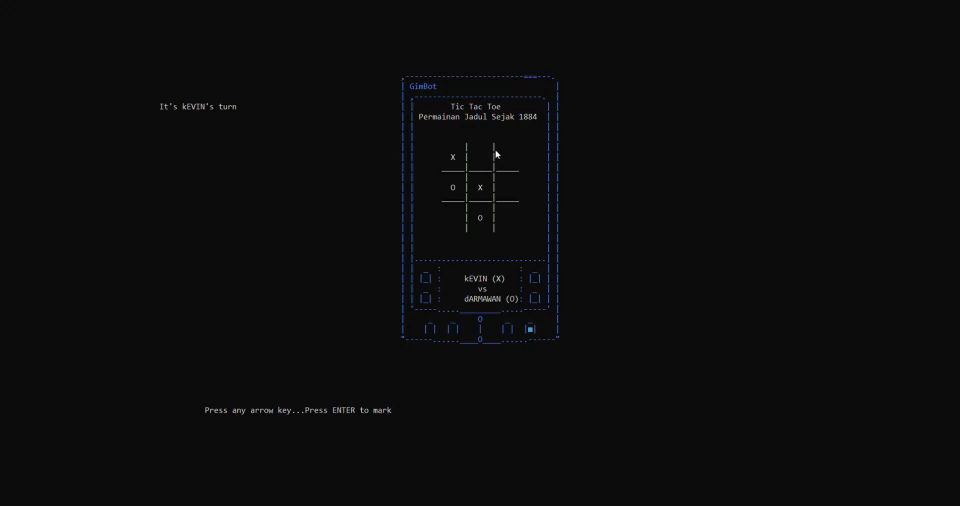 GimBot
It's kEVIN's turn
Tic Tac Toe
Permainan Jadul Sejak 1884
X
O X
O
kEVIN (X)
vs
dARMAWAN (O)
O
O
Press any arrow key...Press ENTER to mark